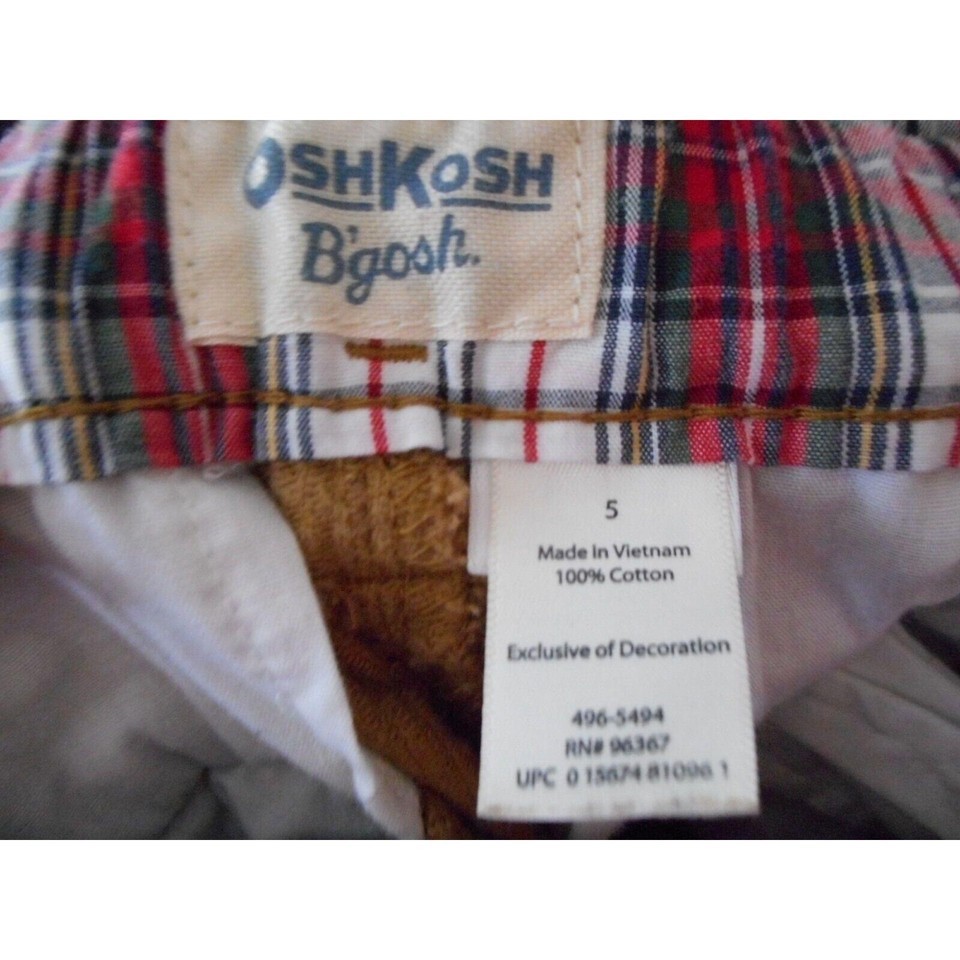 OSHKOSH
B'gosh.
5
Made in Vietnam
100% Cotton
Exclusive of Decoration
496-5494
RN# 96367
UPC 0 15674 81096 1